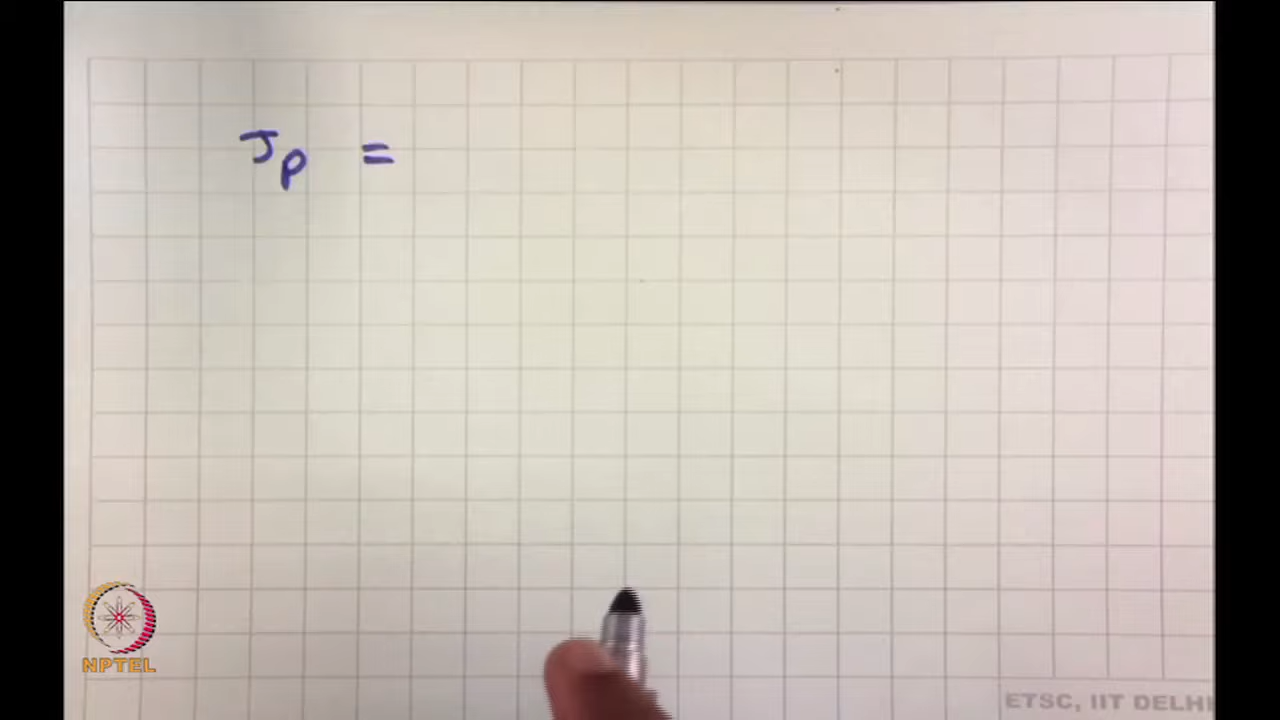 Jp =
NPTEL
ETSC, IIT DELHI